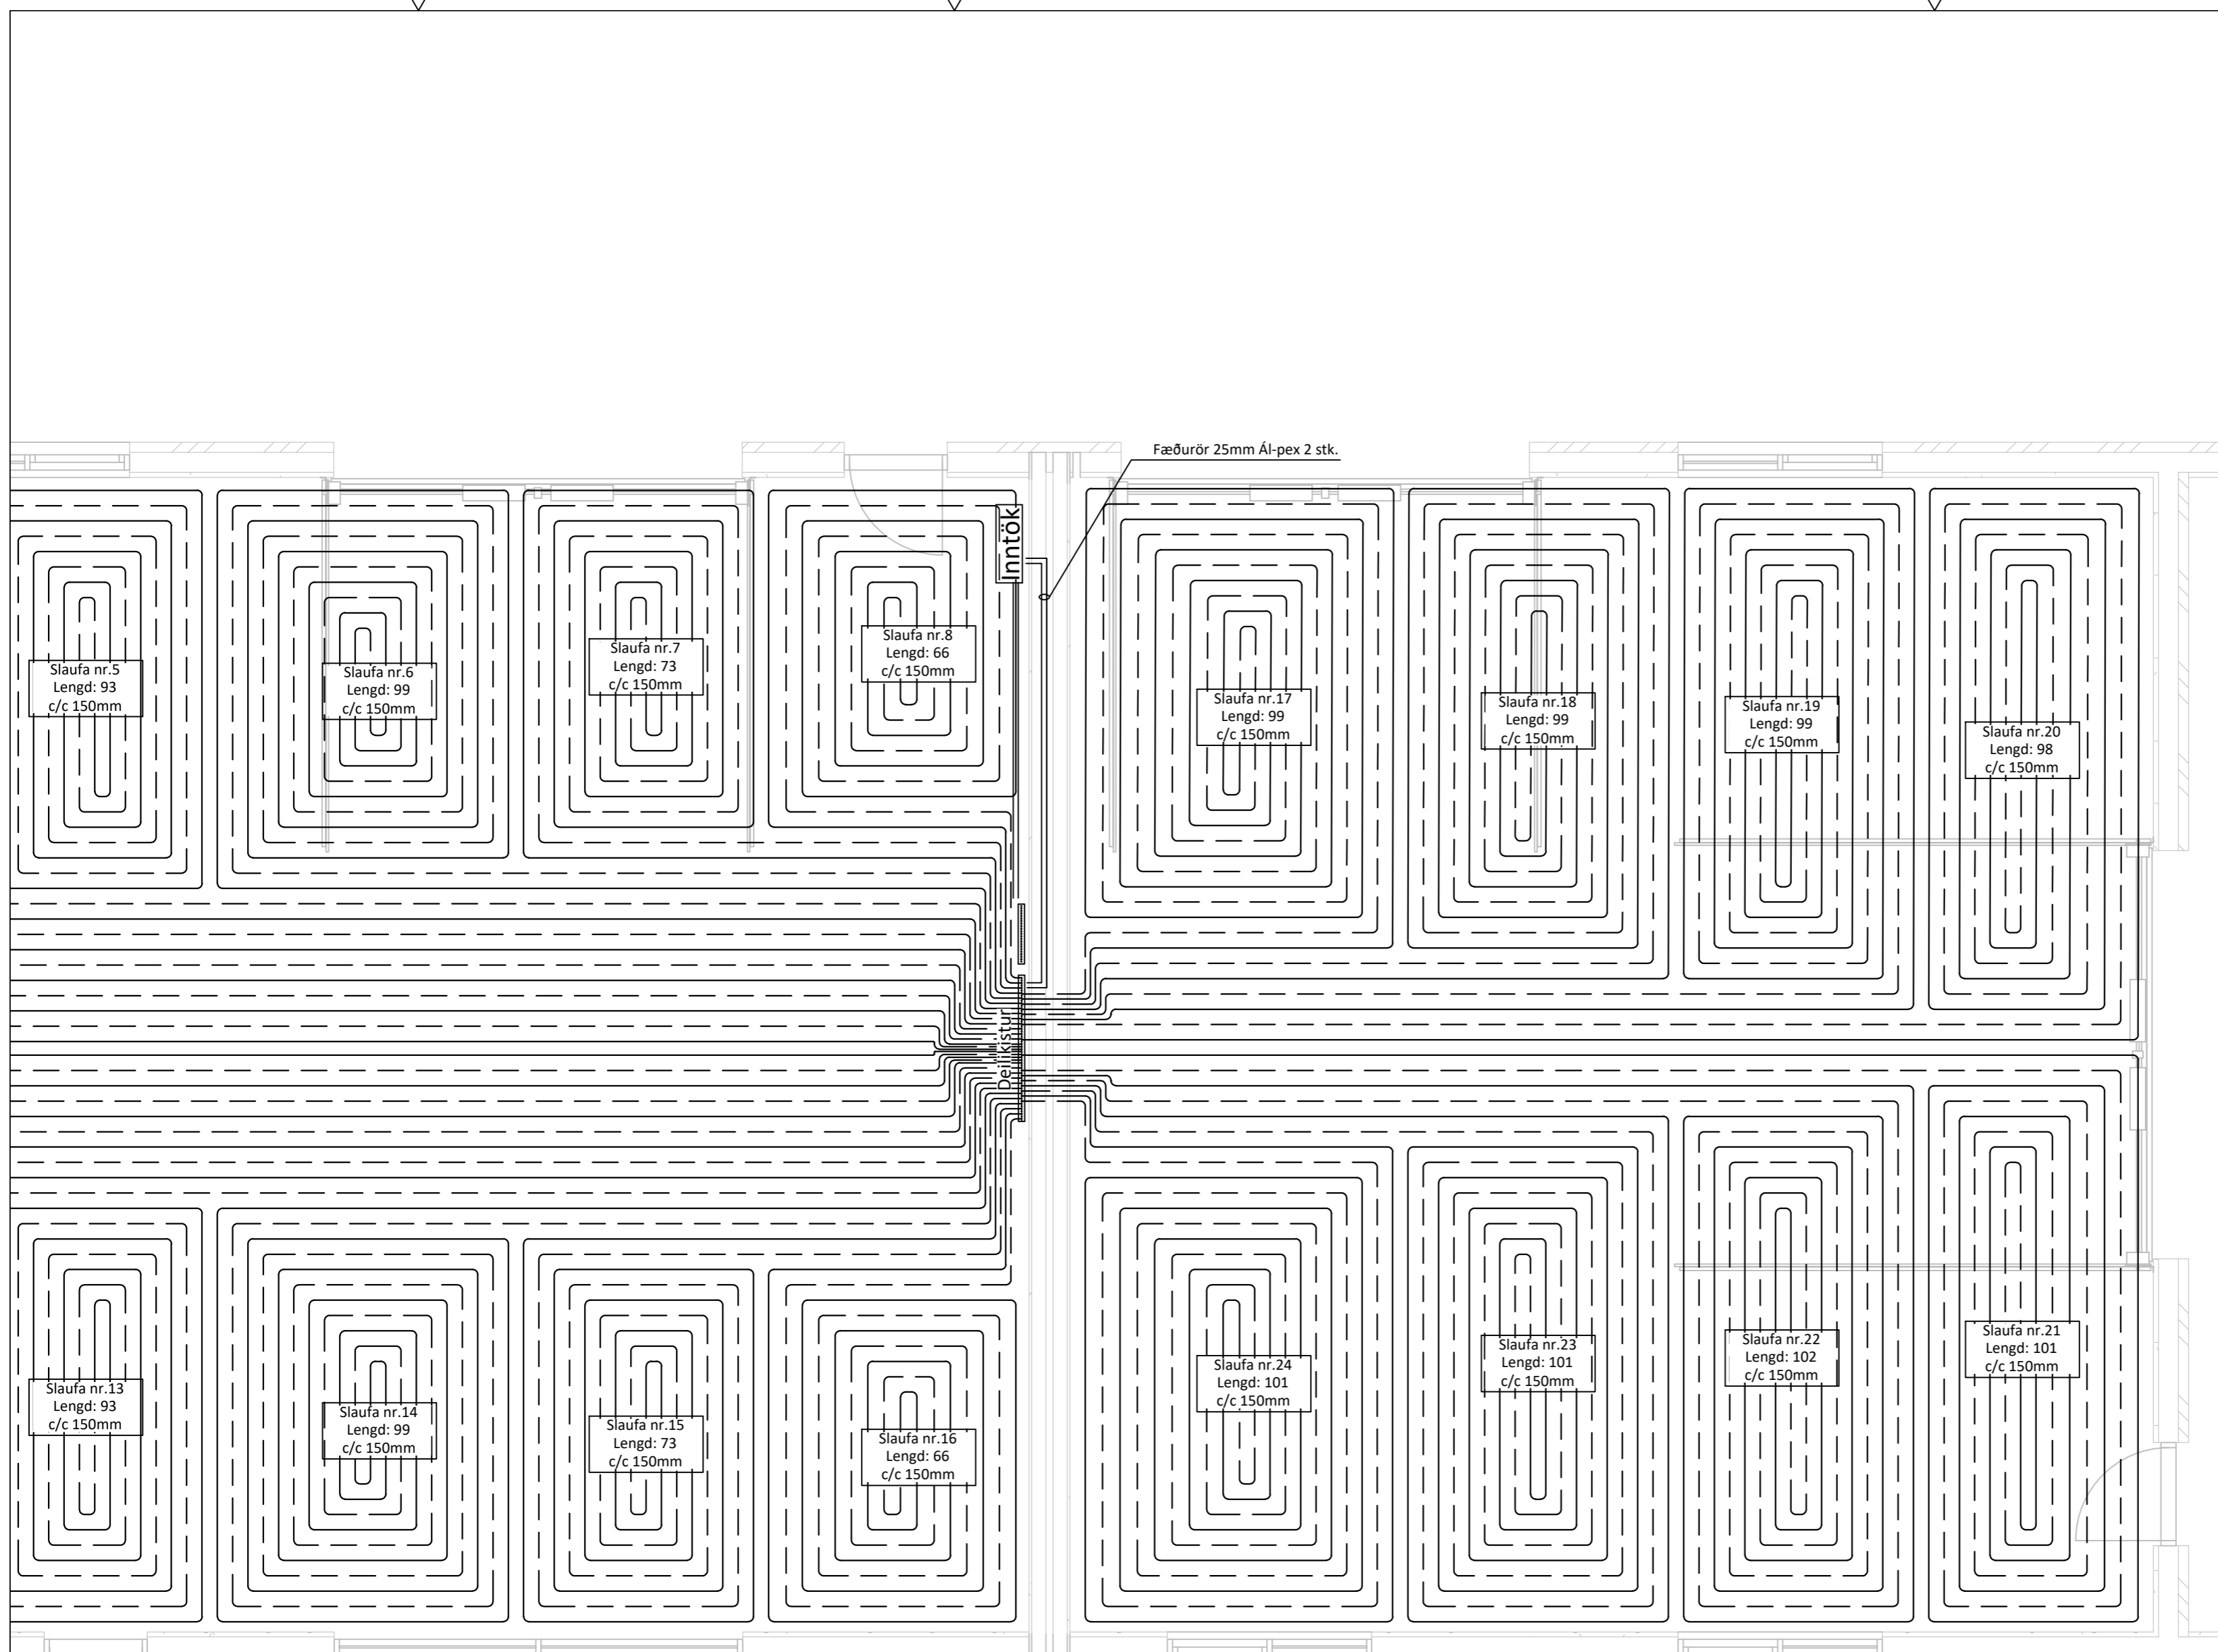 Fæðurör 25mm Ál-pex 2 stk.
Inntök
Slaufa nr.5
Lengd: 93
c/c 150mm
Slaufa nr.6
Lengd: 99
c/c 150mm
Slaufa nr.7
Lengd: 73
c/c 150mm
Slaufa nr.8
Lengd: 66
c/c 150mm
Slaufa nr.17
Lengd: 99
c/c 150mm
Slaufa nr.18
Lengd: 99
c/c 150mm
Slaufa nr.19
Lengd: 99
c/c 150mm
Slaufa nr.20
Lengd: 98
c/c 150mm
Deilikistur
Slaufa nr.13
Lengd: 93
c/c 150mm
Slaufa nr.14
Lengd: 99
c/c 150mm
Slaufa nr.15
Lengd: 73
c/c 150mm
Slaufa nr.16
Lengd: 66
c/c 150mm
Slaufa nr.24
Lengd: 101
c/c 150mm
Slaufa nr.23
Lengd: 101
c/c 150mm
Slaufa nr.22
Lengd: 102
c/c 150mm
Slaufa nr.21
Lengd: 101
c/c 150mm